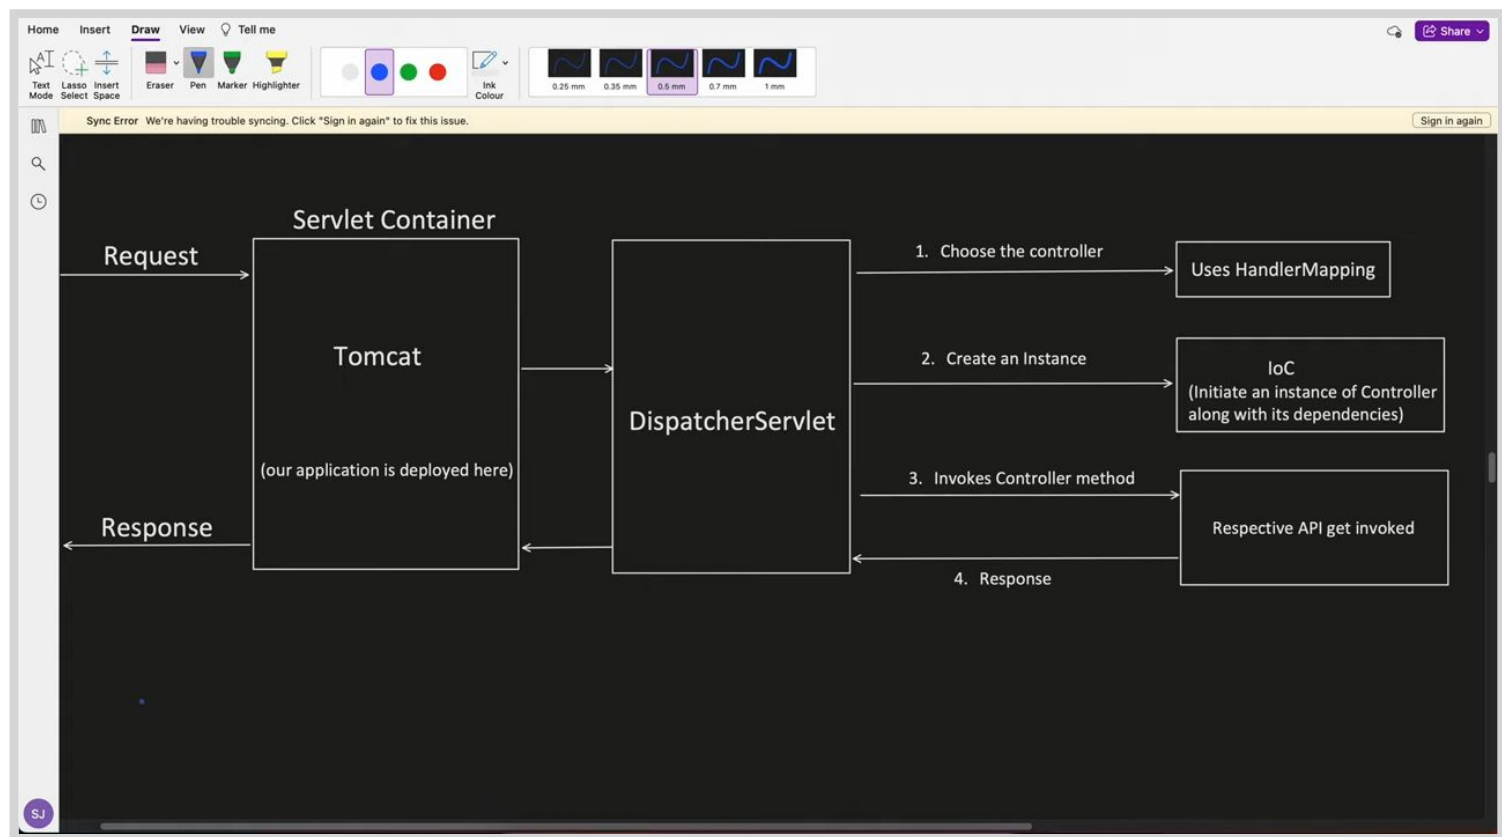 Home Insert Draw View Tell me
Share
Text Mode
Lasso Select
Insert Space
Eraser
Pen
Marker
Highlighter
Ink Colour
0.25 mm
0.35 mm
0.5 mm
0.7 mm
1 mm
Sync Error We're having trouble syncing. Click "Sign in again" to fix this issue.
Sign in again
Servlet Container
Request
Tomcat
(our application is deployed here)
Response
DispatcherServlet
1. Choose the controller
Uses HandlerMapping
2. Create an Instance
IoC
(Initiate an instance of Controller
along with its dependencies)
3. Invokes Controller method
Respective API get invoked
4. Response
SJ